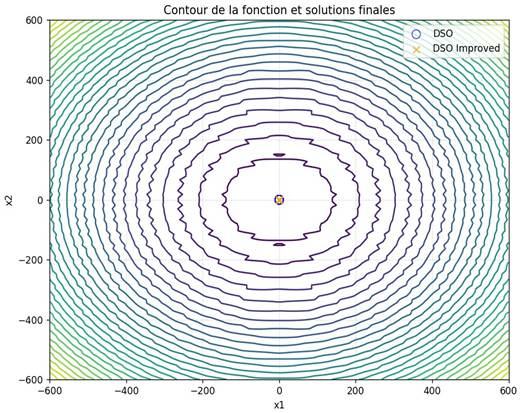 Contour de la fonction et solutions finales
DSO
DSO Improved
600
400
200
0
−200
−400
−600
x2
−600
−400
−200
0
200
400
600
x1